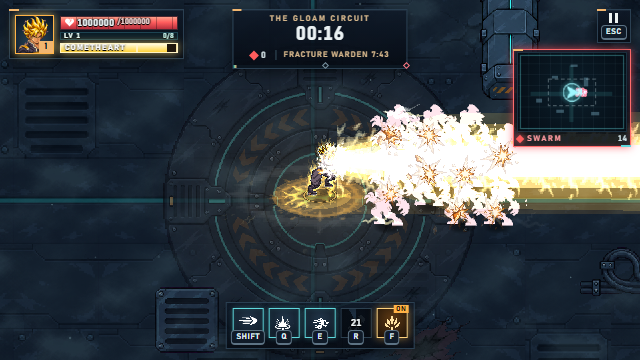 1000000/1000000
LV 1
0/8
COMETHEART
1
THE GLOAM CIRCUIT
00:16
0
FRACTURE WARDEN 7:43
ESC
SWARM
14
ON
21
SHIFT
Q
E
R
F